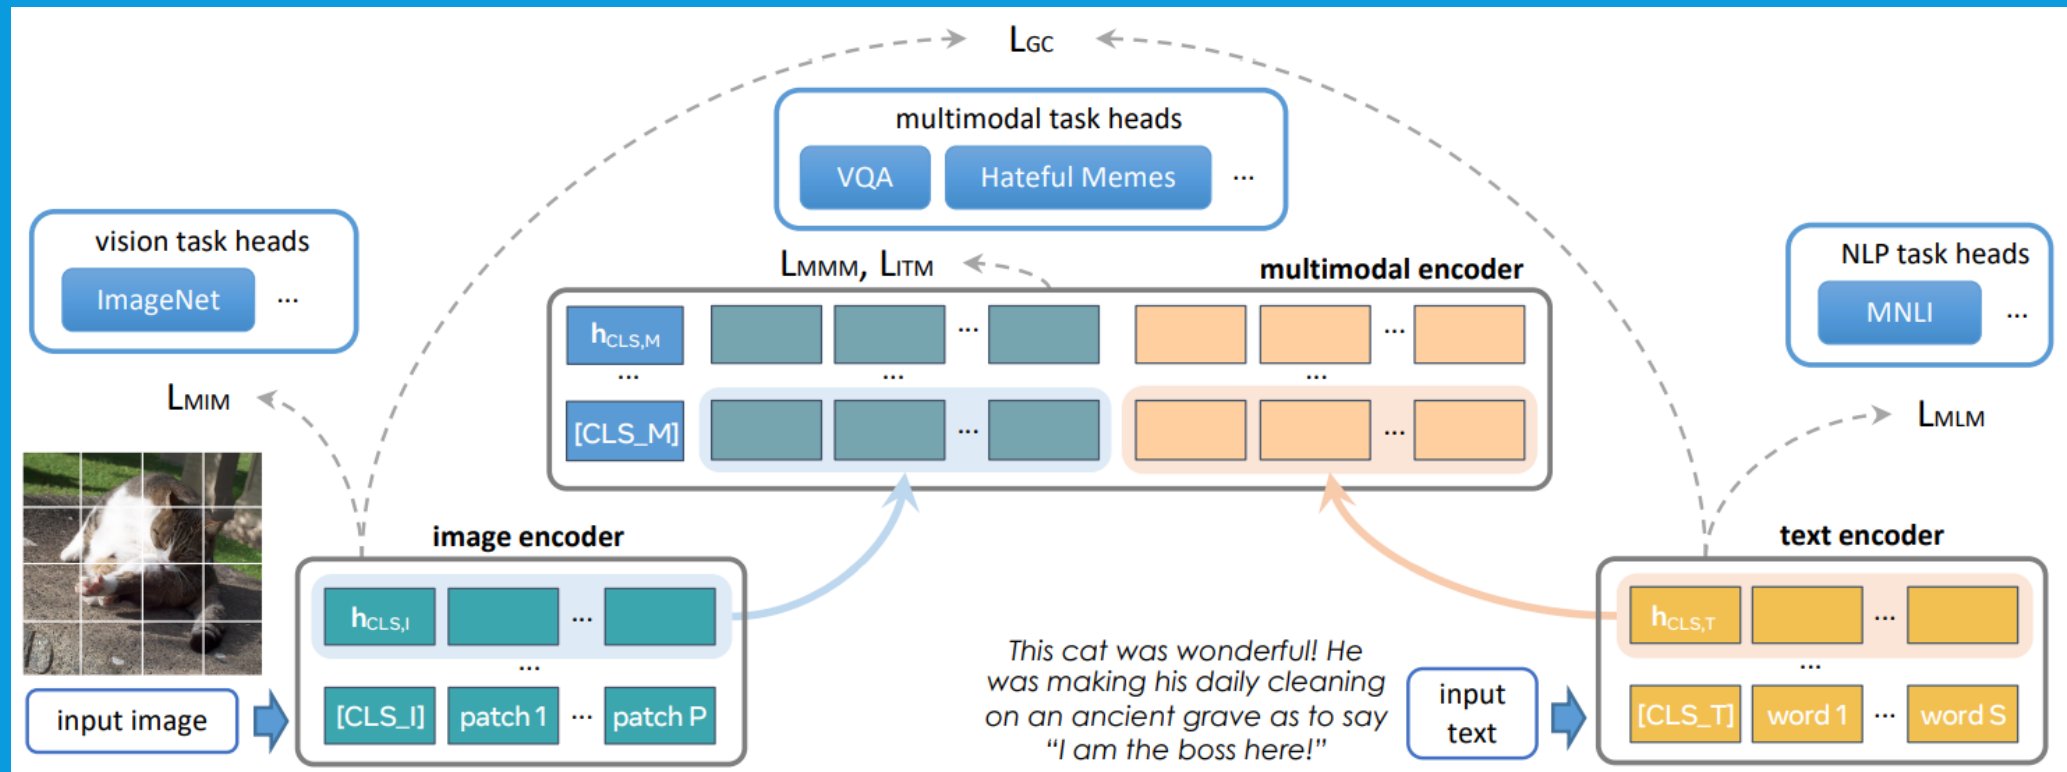 LGC
multimodal task heads
VQA
Hateful Memes
...
vision task heads
ImageNet
...
NLP task heads
MNLI
...
LMMM, LITM
multimodal encoder
hCLS,M
...
...
...
...
...
[CLS_M]
...
...
LMIM
LMLM
image encoder
hCLS,I
...
...
[CLS_I]
patch 1
...
patch P
input image
This cat was wonderful! He
was making his daily cleaning
on an ancient grave as to say
“I am the boss here!”
input
text
text encoder
hCLS,T
...
...
[CLS_T]
word 1
...
word S